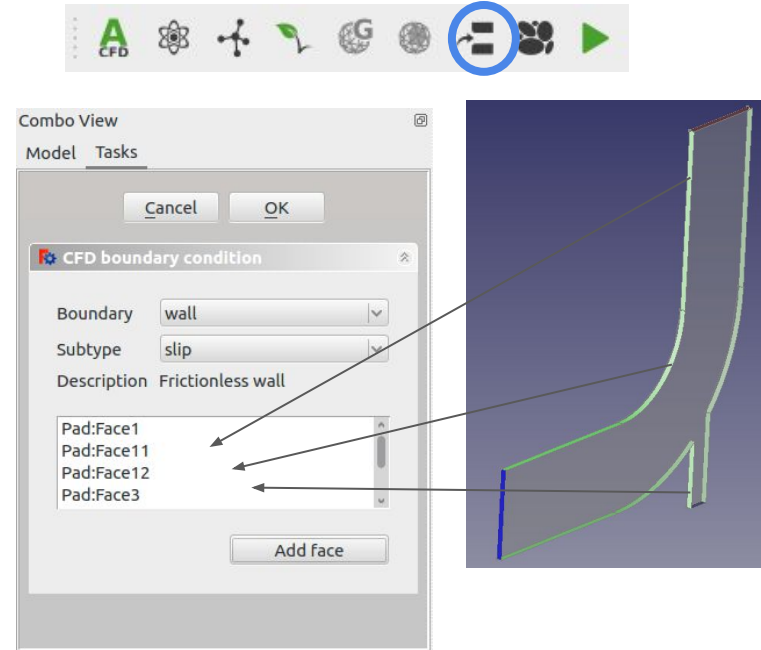 A
CFD
G
Combo View
Model Tasks
Cancel OK
CFD boundary condition
Boundary wall
Subtype slip
Description Frictionless wall
Pad:Face1
Pad:Face11
Pad:Face12
Pad:Face3
Add face